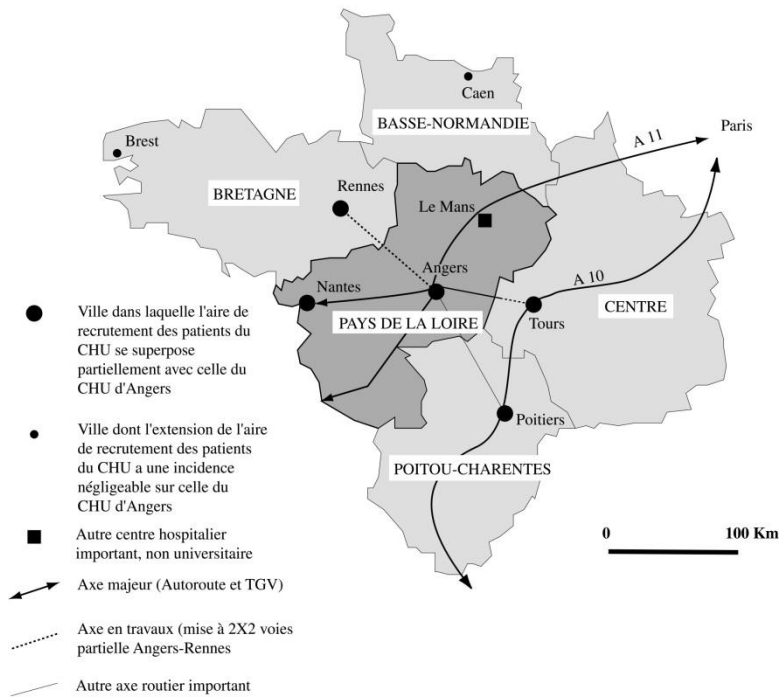 Caen
BASSE-NORMANDIE
Paris
A 11
Brest
BRETAGNE
Rennes
Le Mans
Angers
Nantes
A 10
CENTRE
PAYS DE LA LOIRE
Tours
Poitiers
POITOU-CHARENTES
0
100 Km
Ville dans laquelle l'aire de
recrutement des patients du
CHU se superpose
partiellement avec celle du
CHU d'Angers
Ville dont l'extension de l'aire
de recrutement des patients
du CHU a une incidence
négligeable sur celle du
CHU d'Angers
Autre centre hospitalier
important, non universitaire
Axe majeur (Autoroute et TGV)
Axe en travaux (mise à 2X2 voies
partielle Angers-Rennes
Autre axe routier important